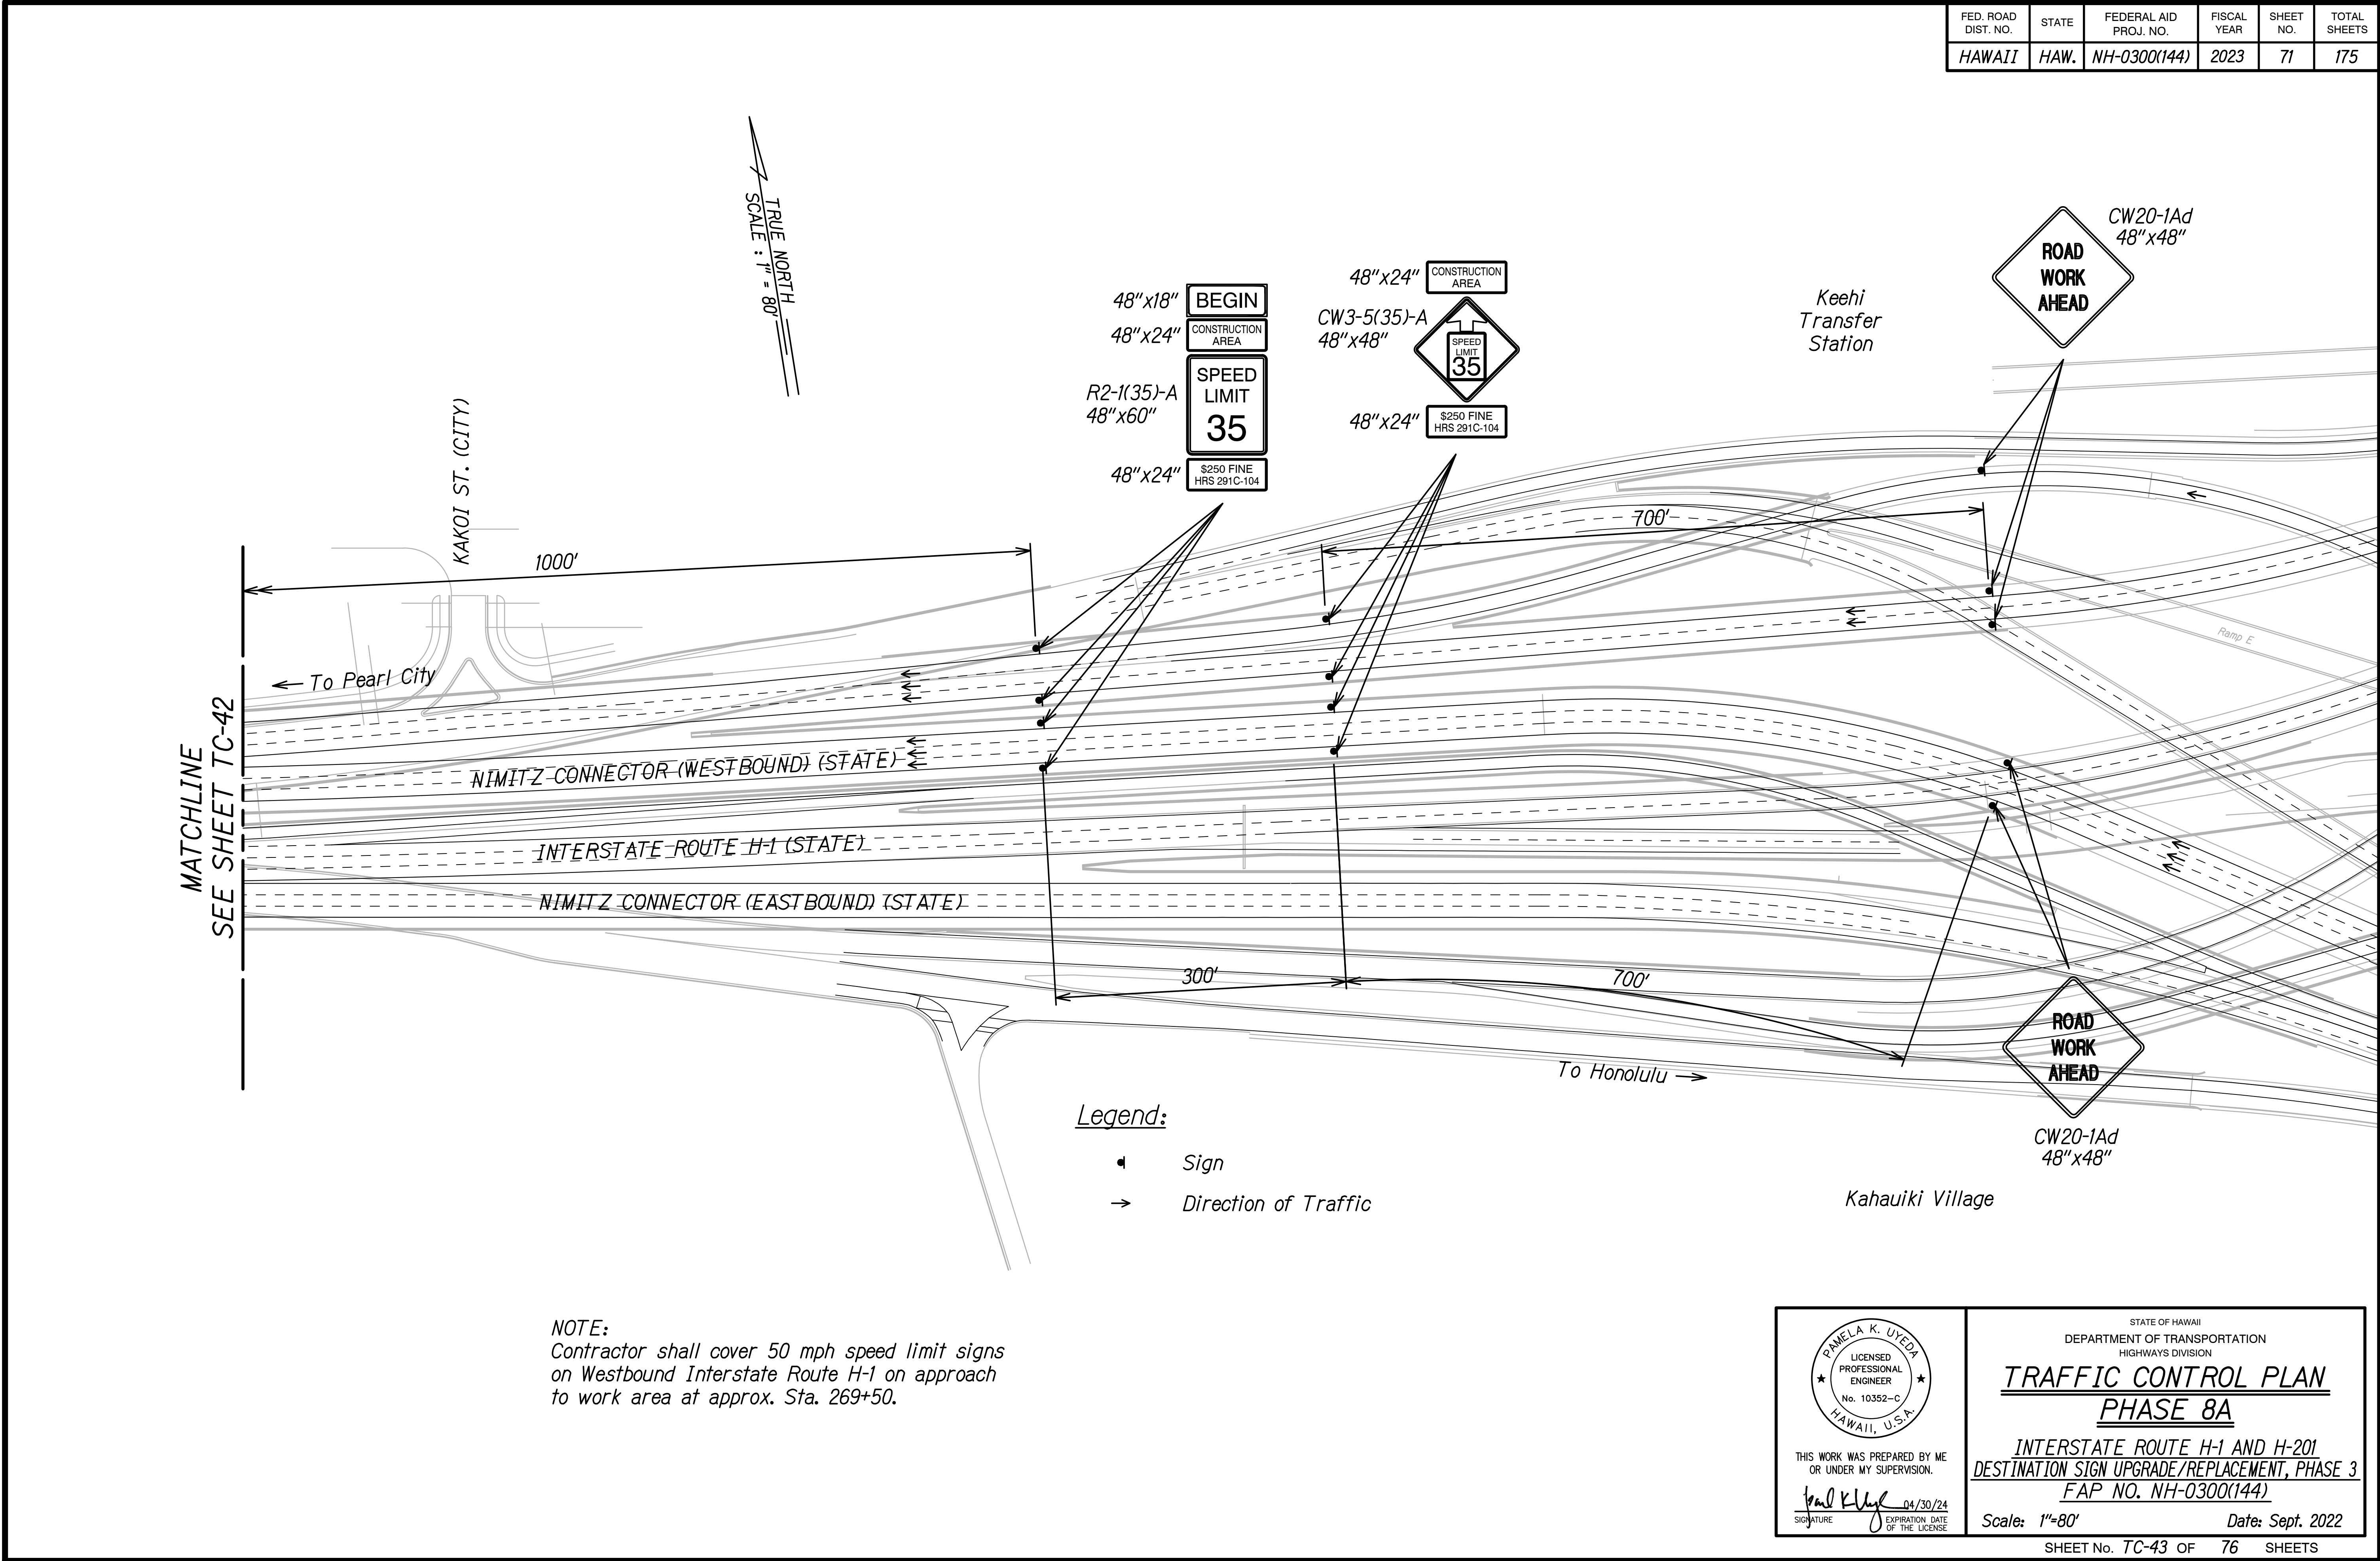 FED. ROAD DIST. NO.
STATE
FEDERAL AID PROJ. NO.
FISCAL YEAR
SHEET NO.
TOTAL SHEETS
HAWAII
HAW.
NH-0300(144)
2023
71
175
TRUE NORTH
SCALE : 1" = 80'
CW20-1Ad
48"x48"
ROAD
WORK
AHEAD
Keehi
Transfer
Station
48"x18"
BEGIN
48"x24"
CONSTRUCTION
AREA
R2-1(35)-A
48"x60"
SPEED
LIMIT
35
48"x24"
$250 FINE
HRS 291C-104
48"x24"
CONSTRUCTION
AREA
CW3-5(35)-A
48"x48"
SPEED
LIMIT
35
48"x24"
$250 FINE
HRS 291C-104
KAKOI ST. (CITY)
1000'
700'
Ramp E
To Pearl City
MATCHLINE
SEE SHEET TC-42
NIMITZ CONNECTOR (WESTBOUND) (STATE)
INTERSTATE ROUTE H-1 (STATE)
NIMITZ CONNECTOR (EASTBOUND) (STATE)
300'
700'
To Honolulu
ROAD
WORK
AHEAD
CW20-1Ad
48"x48"
Kahauiki Village
Legend:
Sign
Direction of Traffic
NOTE:
Contractor shall cover 50 mph speed limit signs
on Westbound Interstate Route H-1 on approach
to work area at approx. Sta. 269+50.
PAMELA K. UYEDA
LICENSED
PROFESSIONAL
ENGINEER
No. 10352-C
HAWAII, U.S.A.
THIS WORK WAS PREPARED BY ME
OR UNDER MY SUPERVISION.
04/30/24
SIGNATURE
EXPIRATION DATE
OF THE LICENSE
STATE OF HAWAII
DEPARTMENT OF TRANSPORTATION
HIGHWAYS DIVISION
TRAFFIC CONTROL PLAN
PHASE 8A
INTERSTATE ROUTE H-1 AND H-201
DESTINATION SIGN UPGRADE/REPLACEMENT, PHASE 3
FAP NO. NH-0300(144)
Scale: 1"=80'
Date: Sept. 2022
SHEET No. TC-43 OF 76 SHEETS